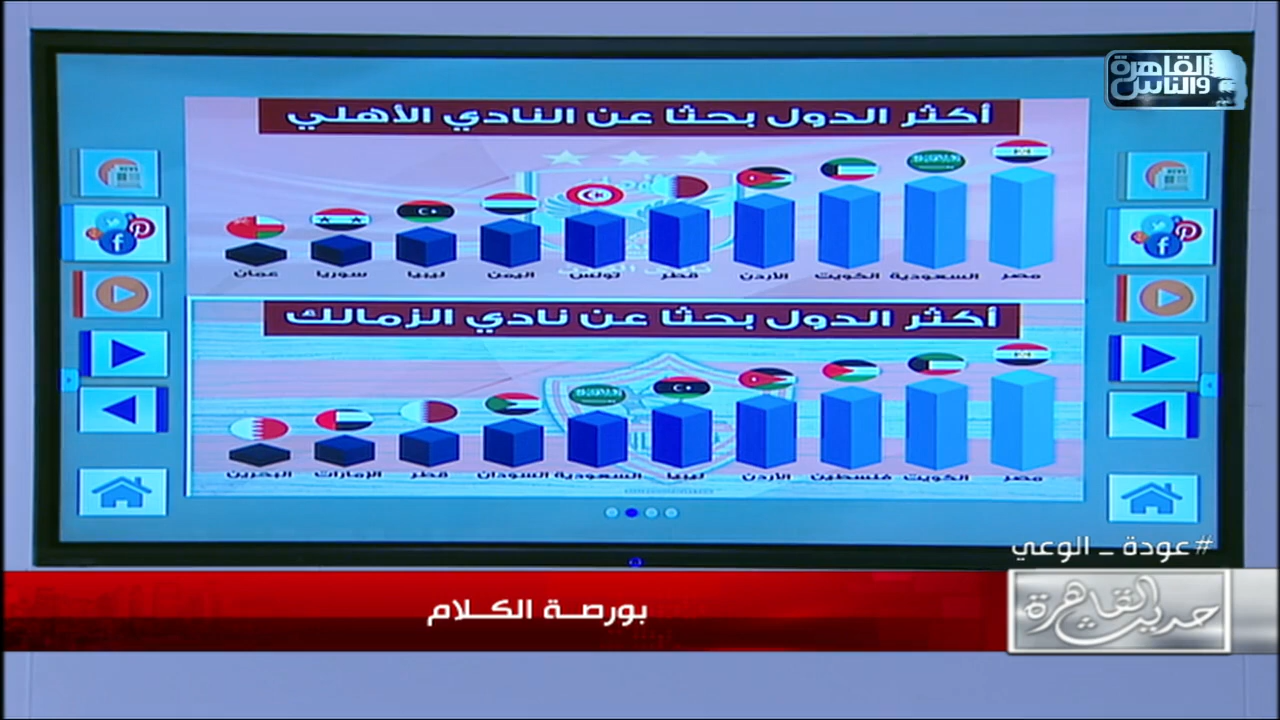 القاهرة
والناس
أكثر الدول بحثا عن النادي الأهلي
مصر السعودية الكويت الأردن قطر تونس اليمن ليبيا سوريا عمان
أكثر الدول بحثا عن نادي الزمالك
مصر الكويت فلسطين الأردن ليبيا السعودية السودان قطر الإمارات البحرين
NEWS
NEWS
#عودة_الوعي
حديث القاهرة
بورصة الكلام